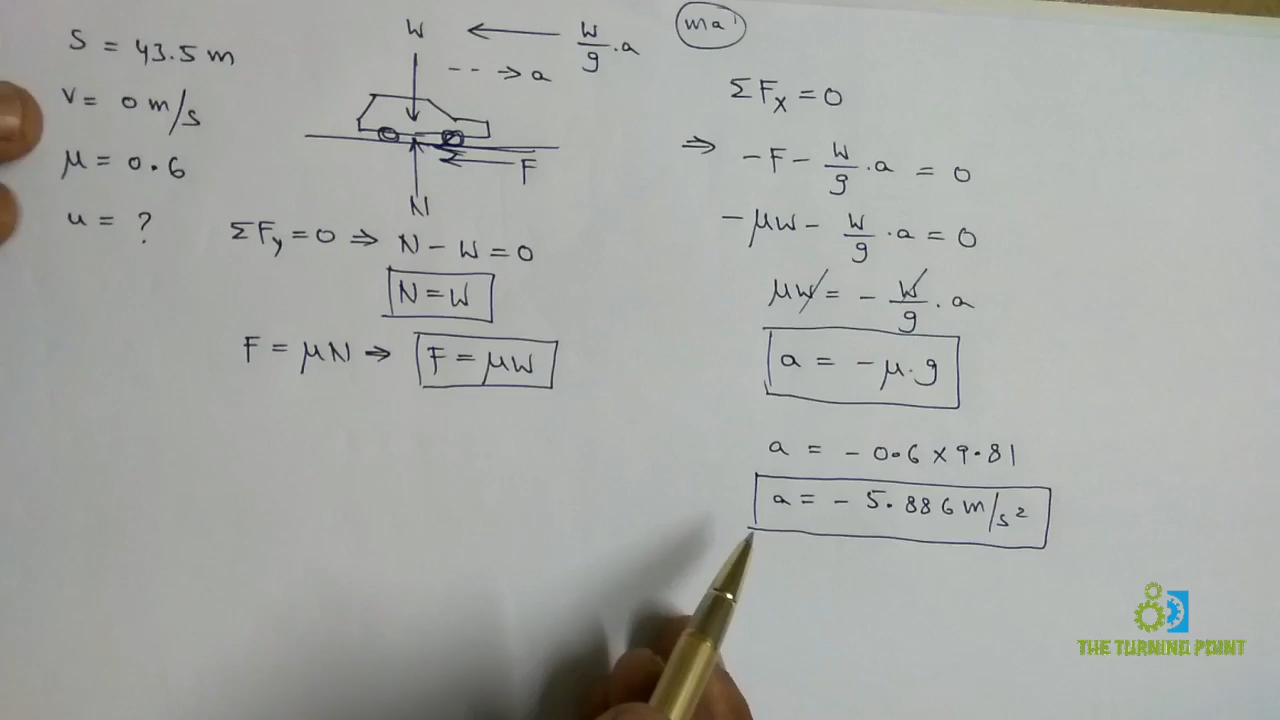 S = 43.5 m
V = 0 m/s
μ = 0.6
u = ?
W
W/g . a
a
F
N
ΣFy = 0 ⇒ N - W = 0
N = W
F = μN ⇒ F = μW
ma
ΣFx = 0
⇒ -F - W/g . a = 0
- μW - W/g . a = 0
μW = - W/g . a
a = - μ . g
a = - 0.6 × 9.81
a = - 5.886 m/s²
THE TURNING POINT